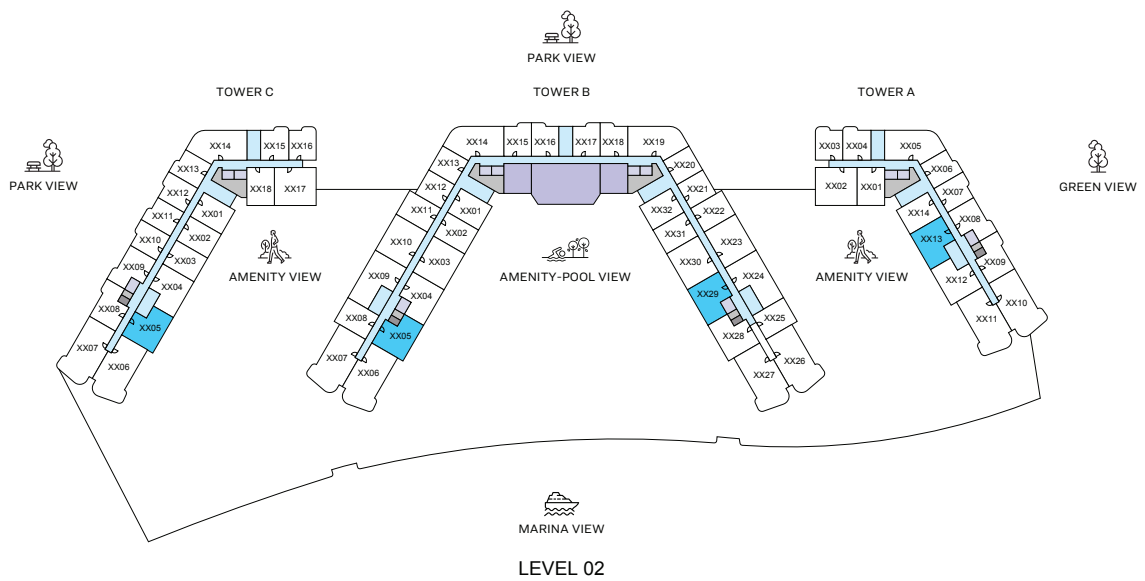 PARK VIEW
TOWER C
TOWER B
TOWER A
PARK VIEW
GREEN VIEW
XX14
XX15
XX16
XX13
XX12
XX11
XX10
XX09
XX08
XX07
XX06
XX05
XX04
XX03
XX02
XX01
XX18
XX17
AMENITY VIEW
XX14
XX15
XX16
XX17
XX18
XX19
XX13
XX12
XX11
XX10
XX09
XX08
XX07
XX06
XX05
XX04
XX03
XX02
XX01
AMENITY-POOL VIEW
XX20
XX21
XX22
XX23
XX24
XX25
XX26
XX27
XX28
XX29
XX30
XX31
XX32
AMENITY VIEW
XX03
XX04
XX05
XX02
XX01
XX06
XX07
XX08
XX09
XX10
XX11
XX12
XX13
XX14
MARINA VIEW
LEVEL 02